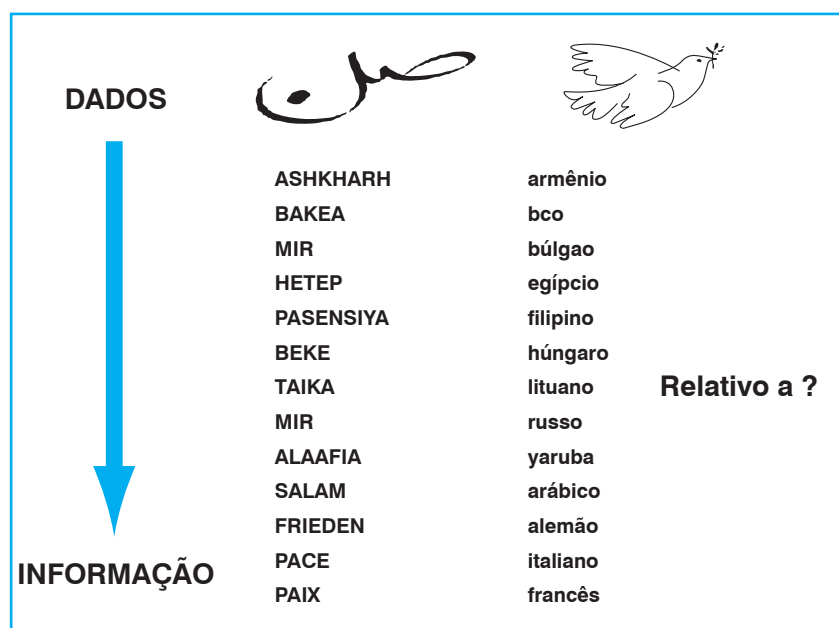 DADOS
ASHKHARH armênio
BAKEA bco
MIR búlgao
HETEP egípcio
PASENSIYA filipino
BEKE húngaro
TAIKA lituano
Relativo a ?
MIR russo
ALAAFIA yaruba
SALAM arábico
FRIEDEN alemão
INFORMAÇÃO
PACE italiano
PAIX francês